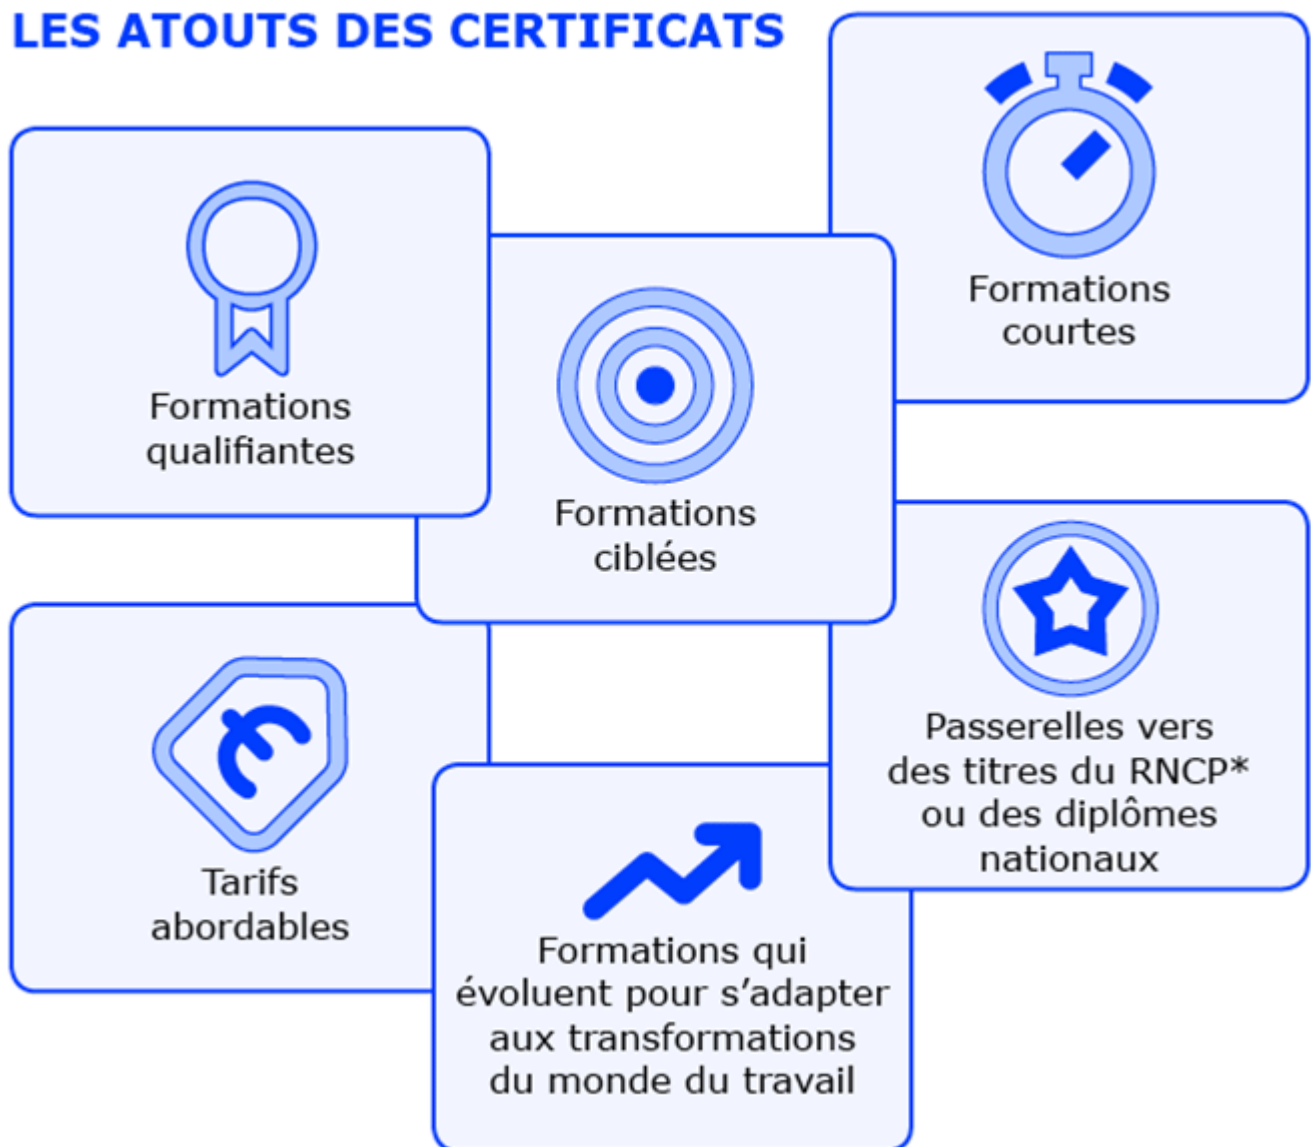 LES ATOUTS DES CERTIFICATS
Formations
qualifiantes
Formations
ciblées
Formations
courtes
Tarifs
abordables
Formations qui
évoluent pour s’adapter
aux transformations
du monde du travail
Passerelles vers
des titres du RNCP*
ou des diplômes
nationaux